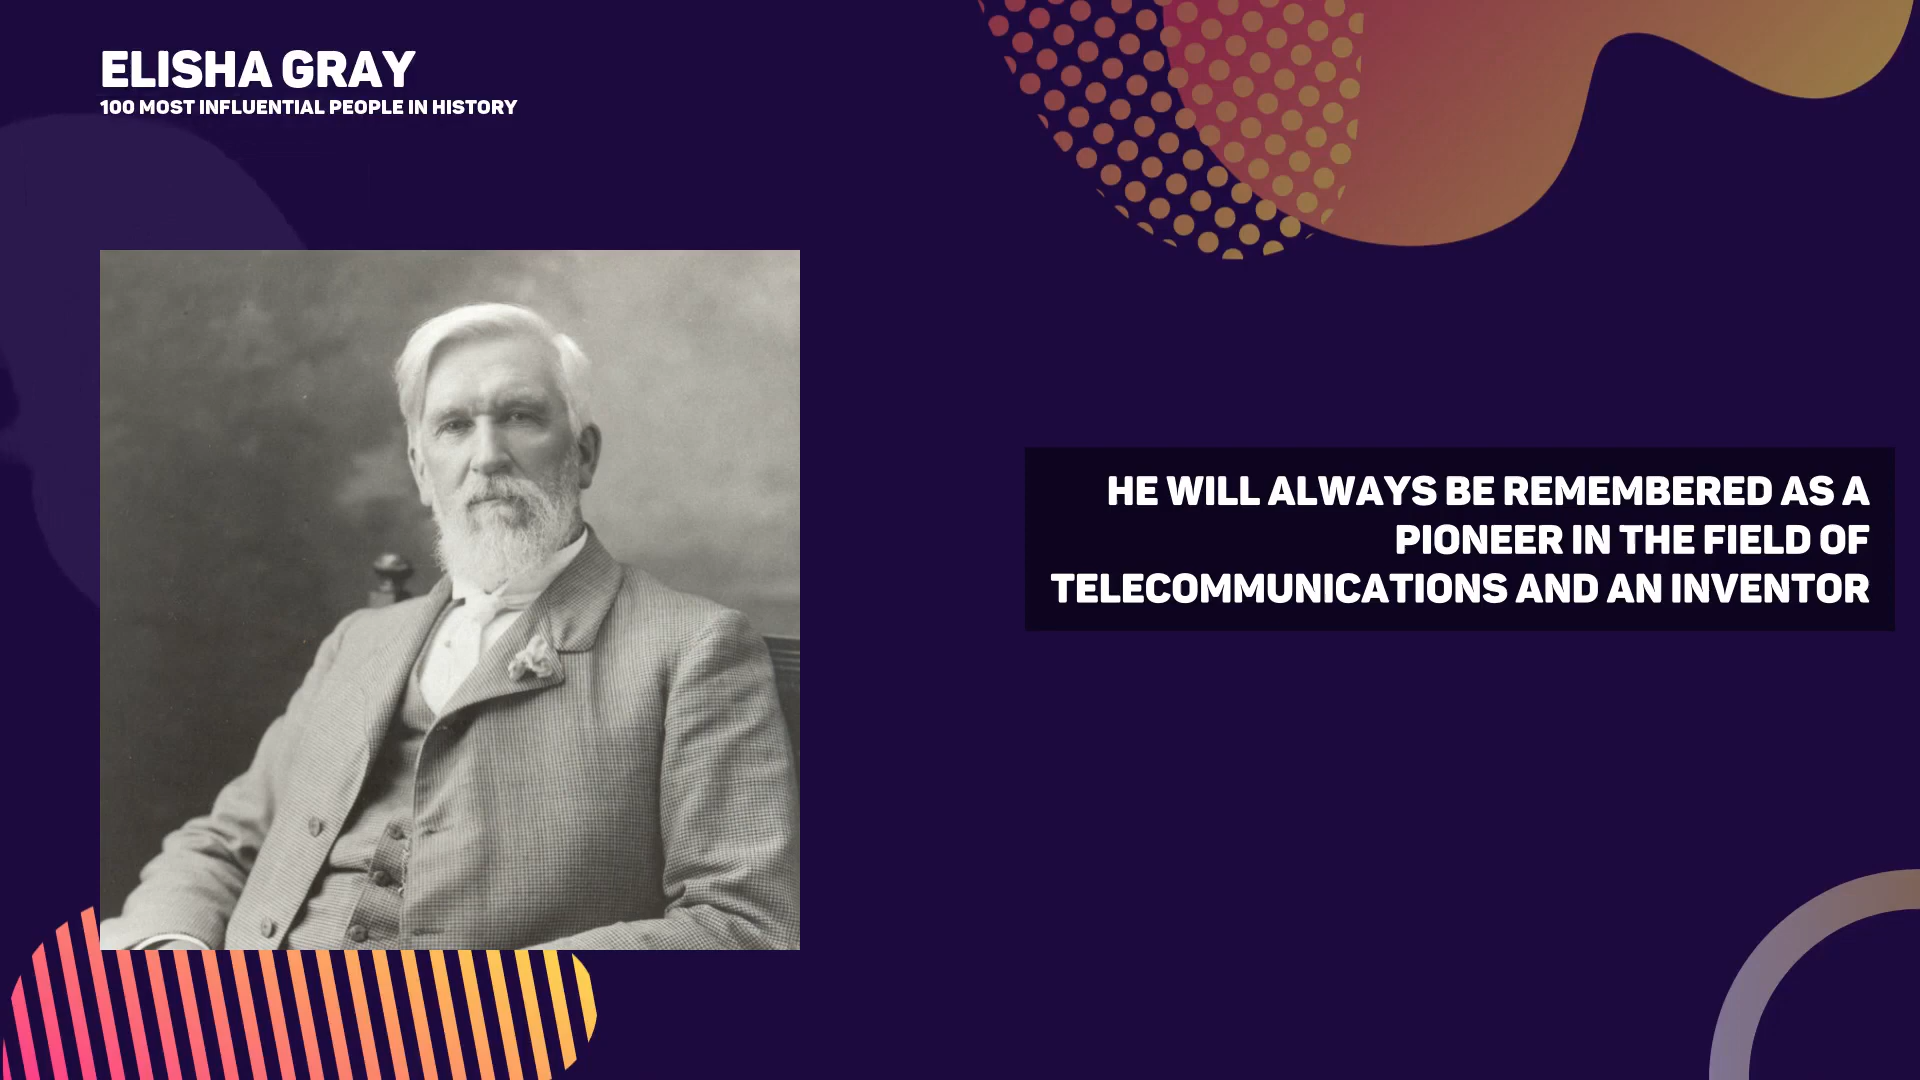 ELISHA GRAY
100 MOST INFLUENTIAL PEOPLE IN HISTORY
HE WILL ALWAYS BE REMEMBERED AS A
PIONEER IN THE FIELD OF
TELECOMMUNICATIONS AND AN INVENTOR